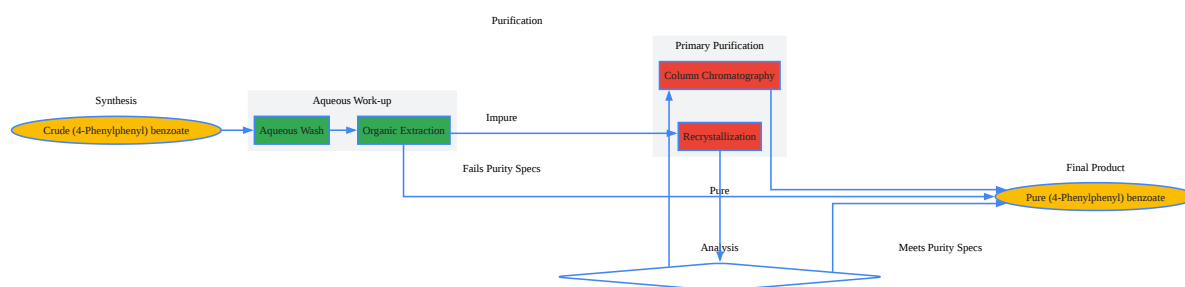 Purification
Primary Purification
Column Chromatography
Synthesis
Aqueous Work-up
Crude (4-Phenylphenyl) benzoate
Aqueous Wash
Organic Extraction
Impure
Recrystallization
Fails Purity Specs
Final Product
Pure
Pure (4-Phenylphenyl) benzoate
Analysis
Meets Purity Specs